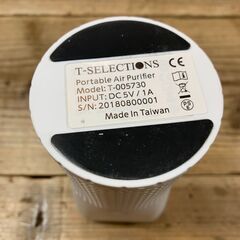 T-SELECTIONS
Portable Air Purifier
Model: T-005730
INPUT: DC 5V / 1A
S/N: 20180800001
Made in Taiwan
CE